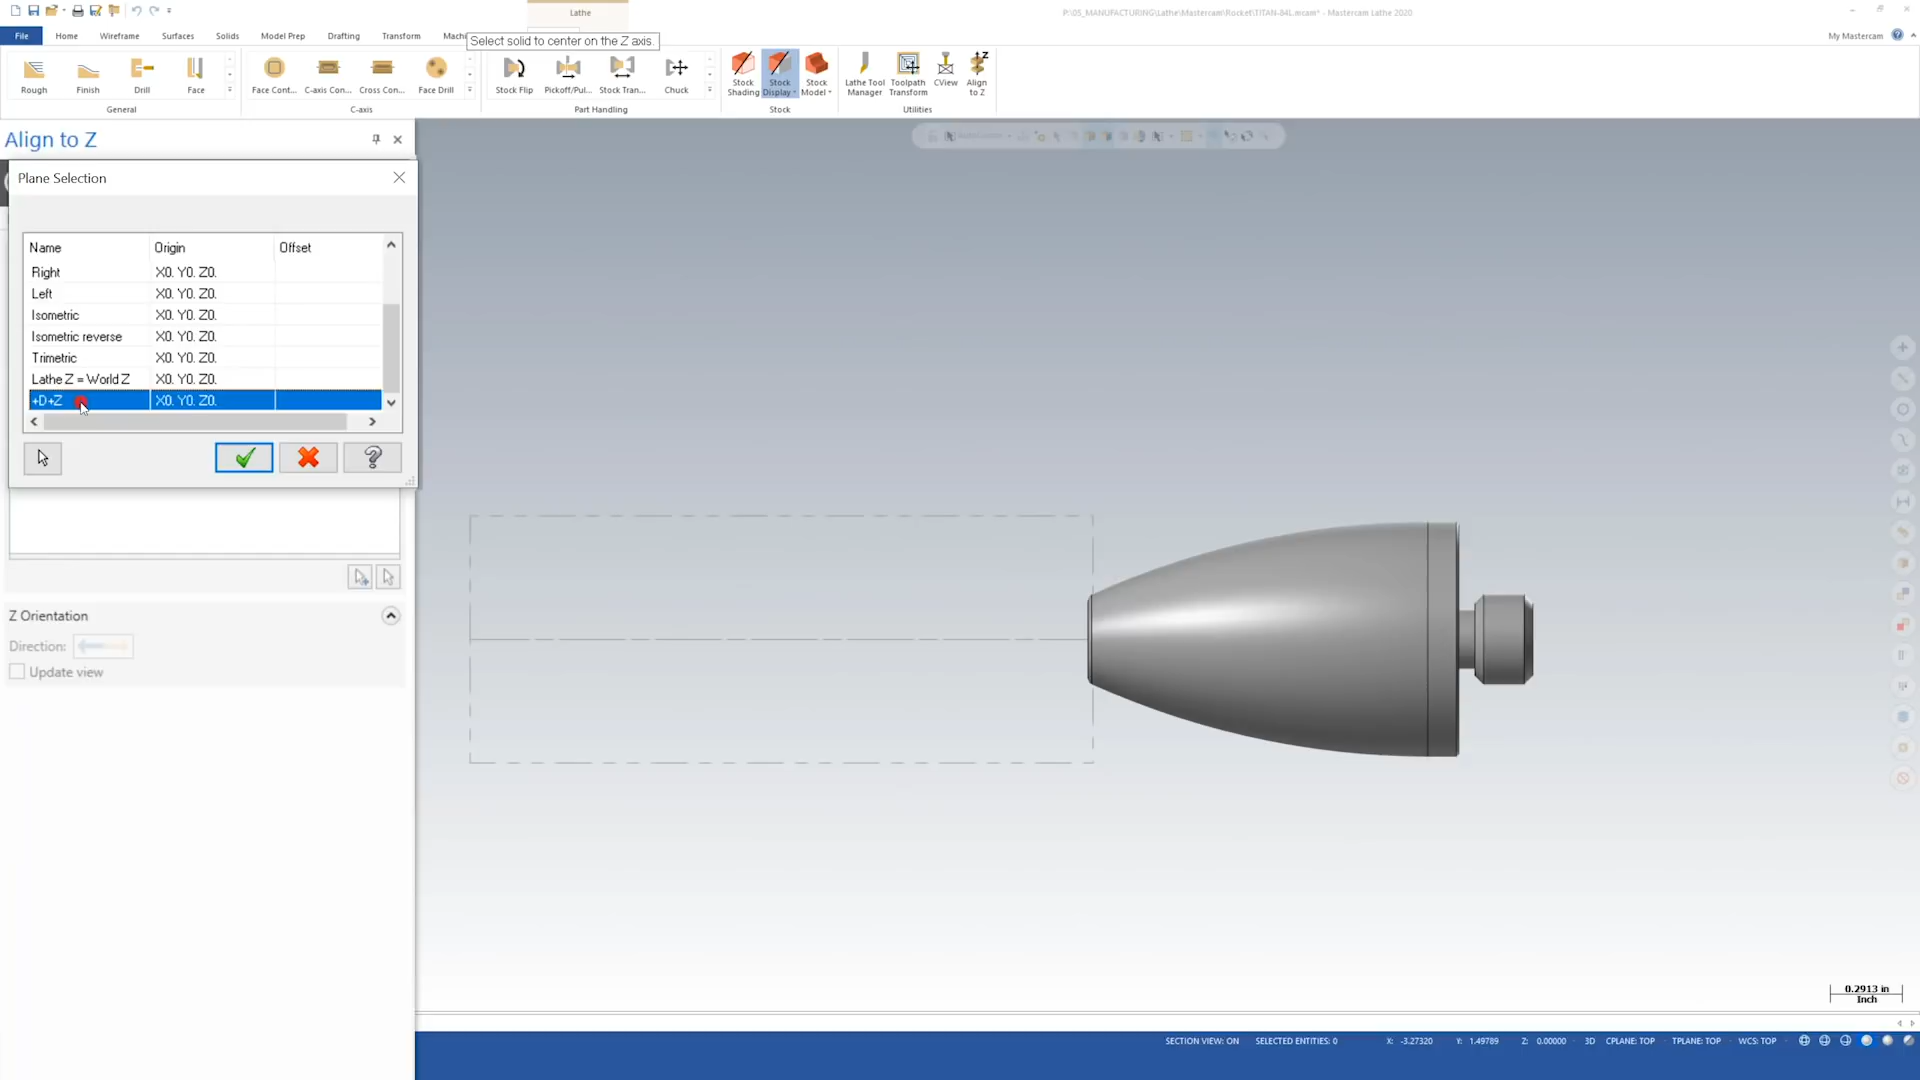 Lathe
P:\05_MANUFACTURING\Lathe\Mastercam\Rocket\TITAN-84L.mcam* - Mastercam Lathe 2020
File Home Wireframe Surfaces Solids Model Prep Drafting Transform Machi
My Mastercam
Select solid to center on the Z axis.
Rough Finish Drill Face
Face Cont... C-axis Con... Cross Con... Face Drill
Stock Flip Pickoff/Pul... Stock Tran... Chuck
Stock Shading
Stock Display
Stock Model
Lathe Tool Manager
Toolpath Transform
CView
Align to Z
General
C-axis
Part Handling
Stock
Utilities
Align to Z
Plane Selection
Name Origin Offset
Right X0. Y0. Z0.
Left X0. Y0. Z0.
Isometric X0. Y0. Z0.
Isometric reverse X0. Y0. Z0.
Trimetric X0. Y0. Z0.
Lathe Z = World Z X0. Y0. Z0.
+D+Z X0. Y0. Z0.
Z Orientation
Direction:
Update view
0.2913 in
Inch
SECTION VIEW: ON SELECTED ENTITIES: 0 X: -3.27320 Y: 1.49789 Z: 0.00000 3D CPLANE: TOP TPLANE: TOP WCS: TOP